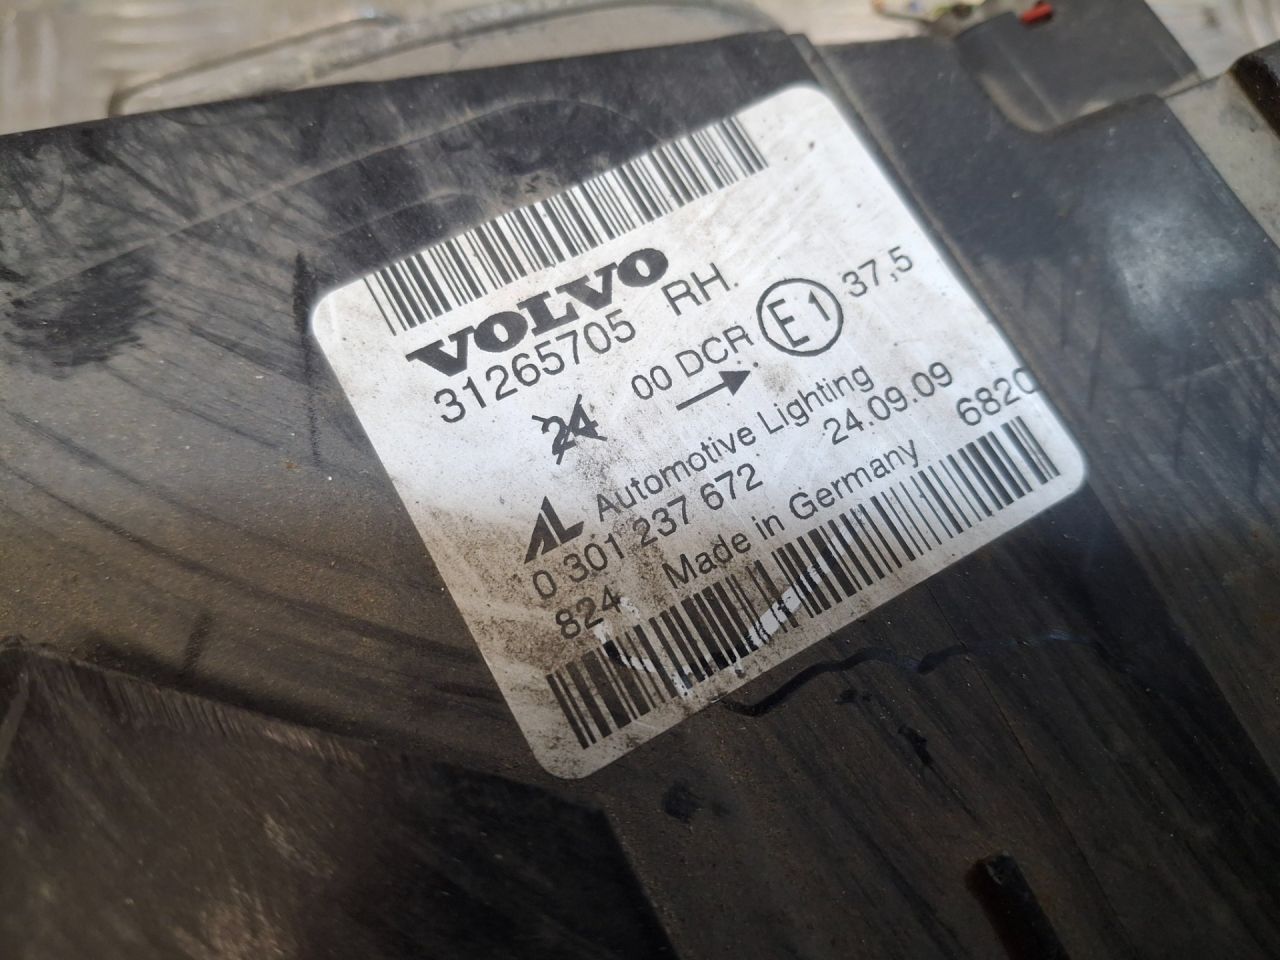 VOLVO
31265705 RH.
24 00 DCR E1 37,5
AL Automotive Lighting
0 301 237 672 24.09.09
824 Made in Germany 6820